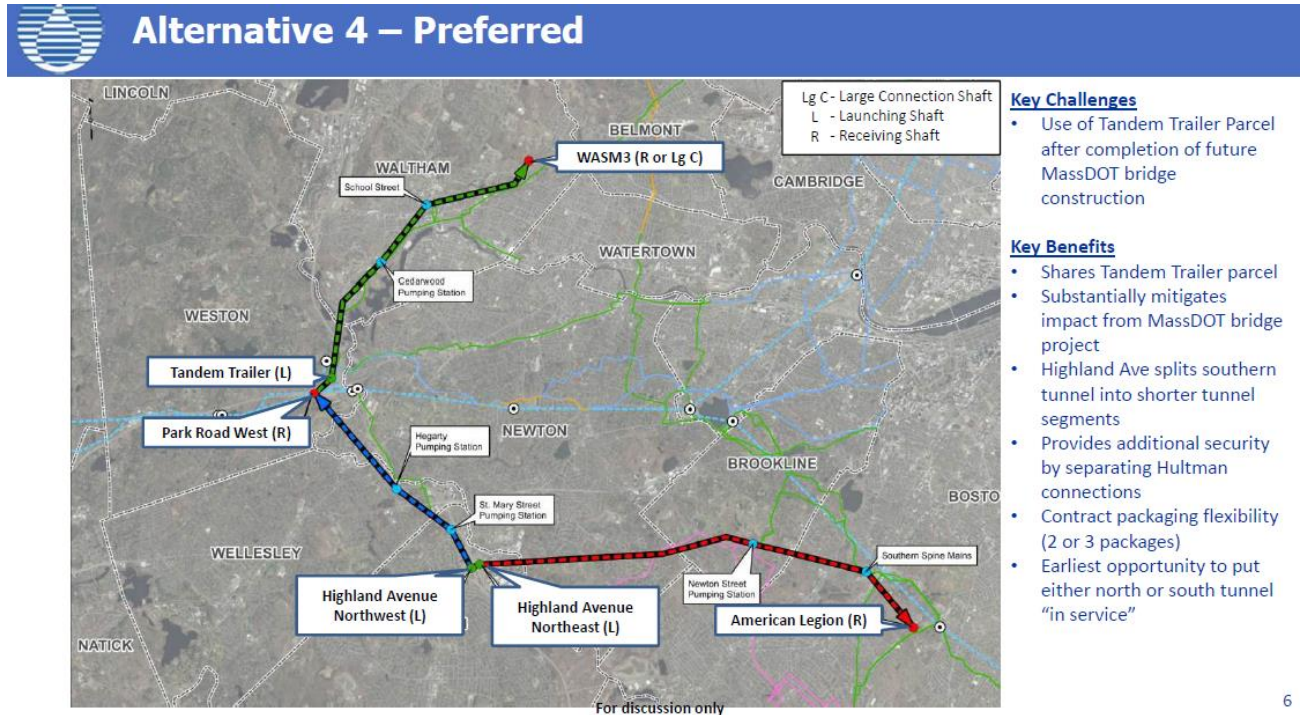 Alternative 4 – Preferred
LINCOLN
Lg C - Large Connection Shaft
L - Launching Shaft
R - Receiving Shaft
BELMONT
WASM3 (R or Lg C)
WALTHAM
CAMBRIDGE
School Street
WATERTOWN
Cedarwood
Pumping Station
WESTON
Tandem Trailer (L)
Park Road West (R)
NEWTON
Hegarty
Pumping Station
BROOKLINE
BOSTO
St. Mary Street
Pumping Station
WELLESLEY
Southern Spine Mains
Newton Street
Pumping Station
Highland Avenue
Northwest (L)
Highland Avenue
Northeast (L)
American Legion (R)
NATICK
For discussion only
Key Challenges
• Use of Tandem Trailer Parcel
after completion of future
MassDOT bridge
construction
Key Benefits
• Shares Tandem Trailer parcel
• Substantially mitigates
impact from MassDOT bridge
project
• Highland Ave splits southern
tunnel into shorter tunnel
segments
• Provides additional security
by separating Hultman
connections
• Contract packaging flexibility
(2 or 3 packages)
• Earliest opportunity to put
either north or south tunnel
“in service”
6